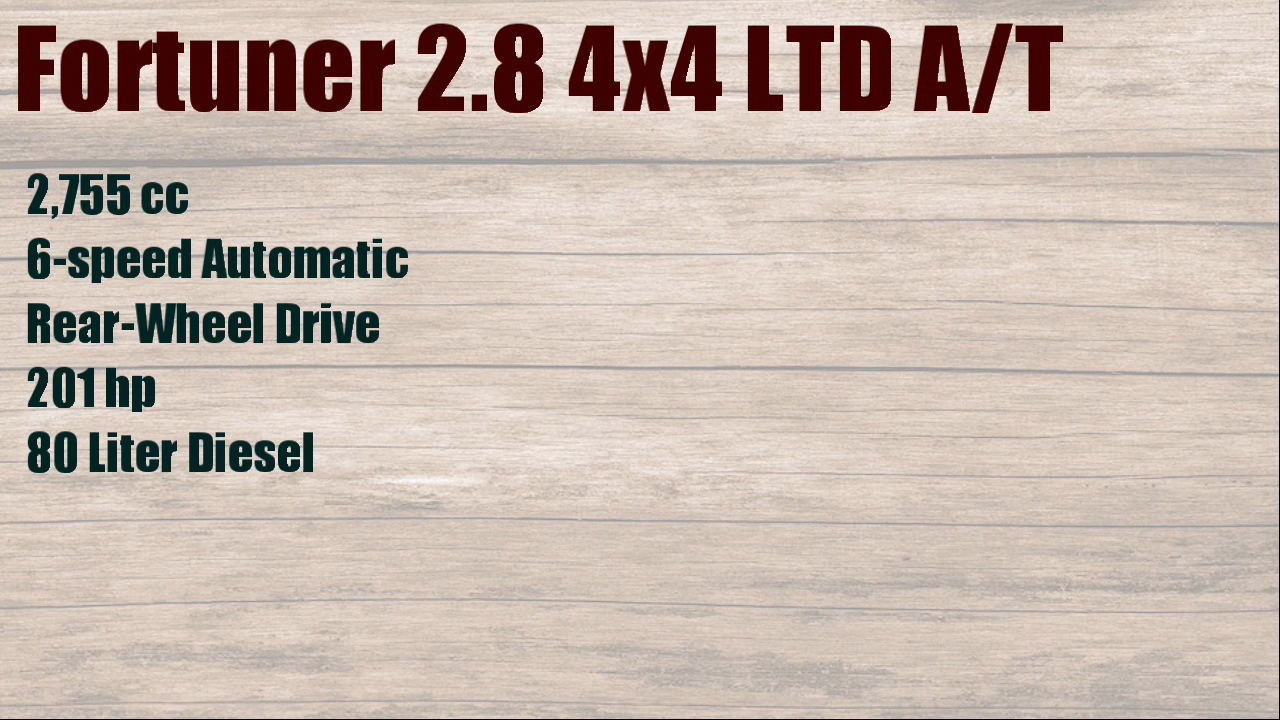 Fortuner 2.8 4x4 LTD A/T
2,755 cc
6-speed Automatic
Rear-Wheel Drive
201 hp
80 Liter Diesel